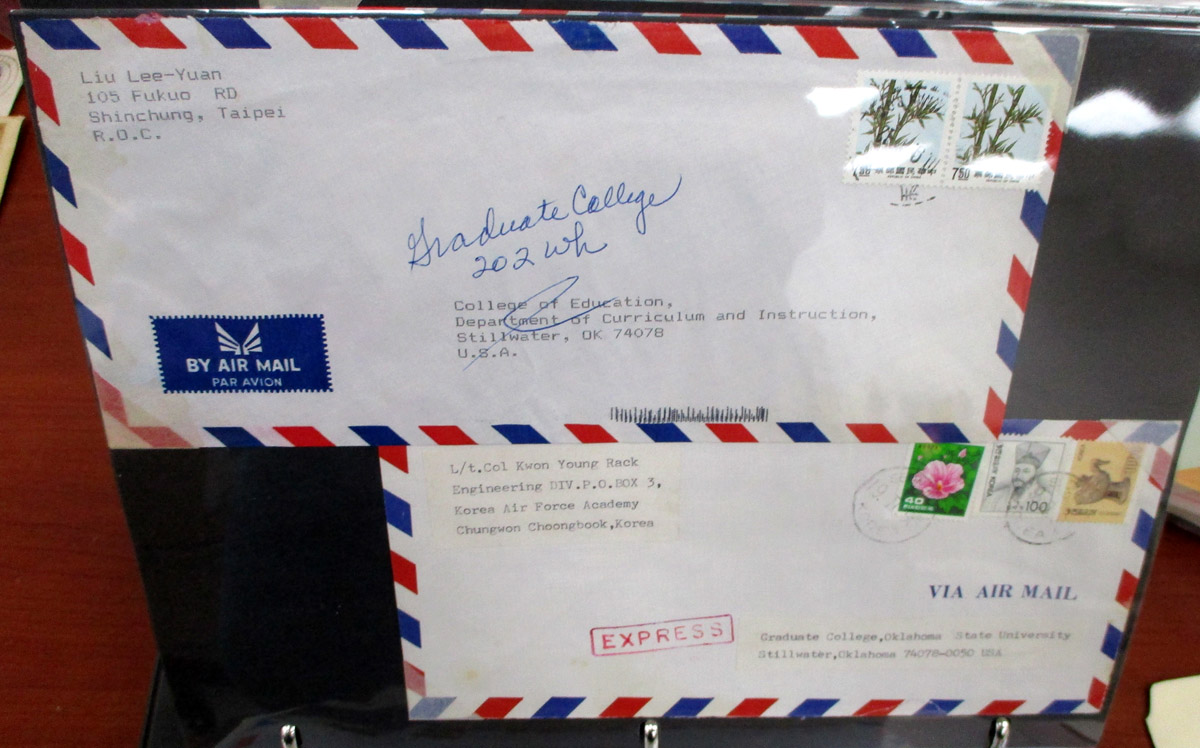 Liu Lee-Yuan
105 Fukuo RD
Shinchung, Taipei
R.O.C.
7.50
Graduate College
202 Wh
College of Education,
Department of Curriculum and Instruction,
Stillwater, OK 74078
U.S.A.
BY AIR MAIL
PAR AVION
L/t.Col Kwon Young Rack
Engineering DIV.P.O.BOX 3,
Korea Air Force Academy
Chungwon Choongbook,Korea
40
100
VIA AIR MAIL
EXPRESS
Graduate College,Oklahoma State University
Stillwater,Oklahoma 74078-0050 USA